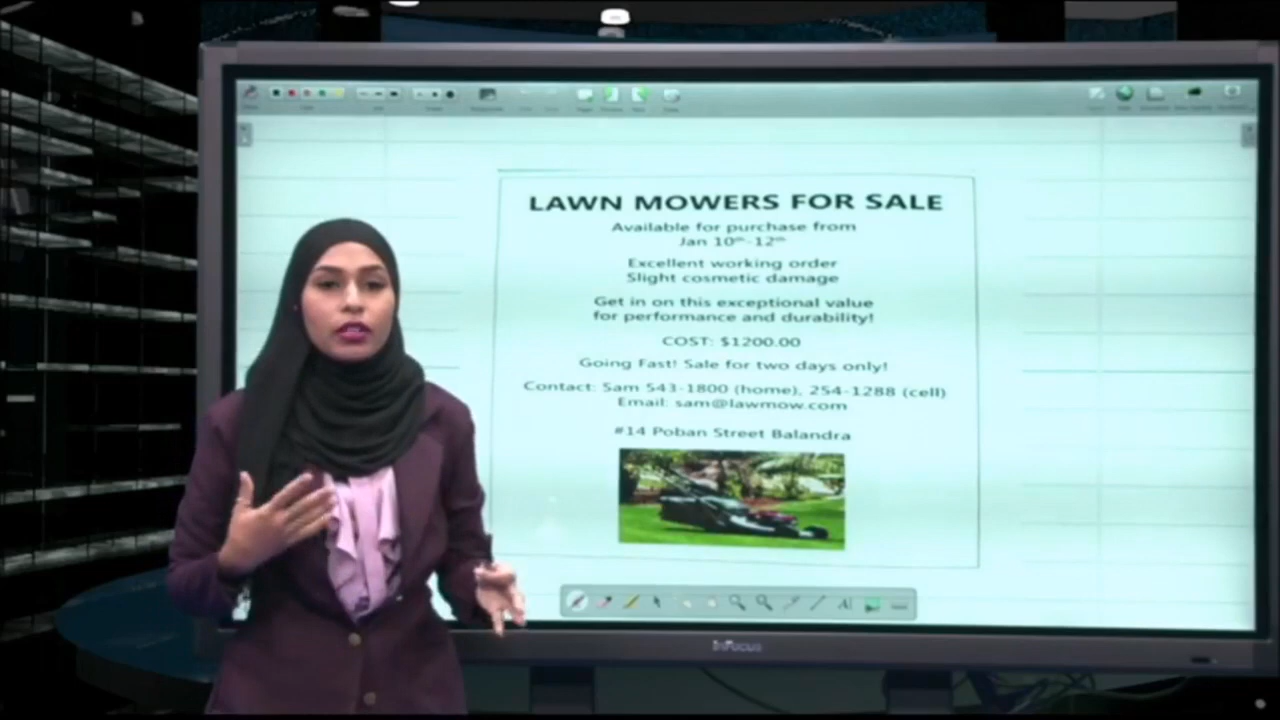 LAWN MOWERS FOR SALE
Available for purchase from
Jan 10th-12th
Excellent working order
Slight cosmetic damage
Get in on this exceptional value
for performance and durability!
COST: $1200.00
Going Fast! Sale for two days only!
Contact: Sam 543-1800 (home), 254-1288 (cell)
Email: sam@lawmow.com
#14 Poban Street Balandra
A
InFocus